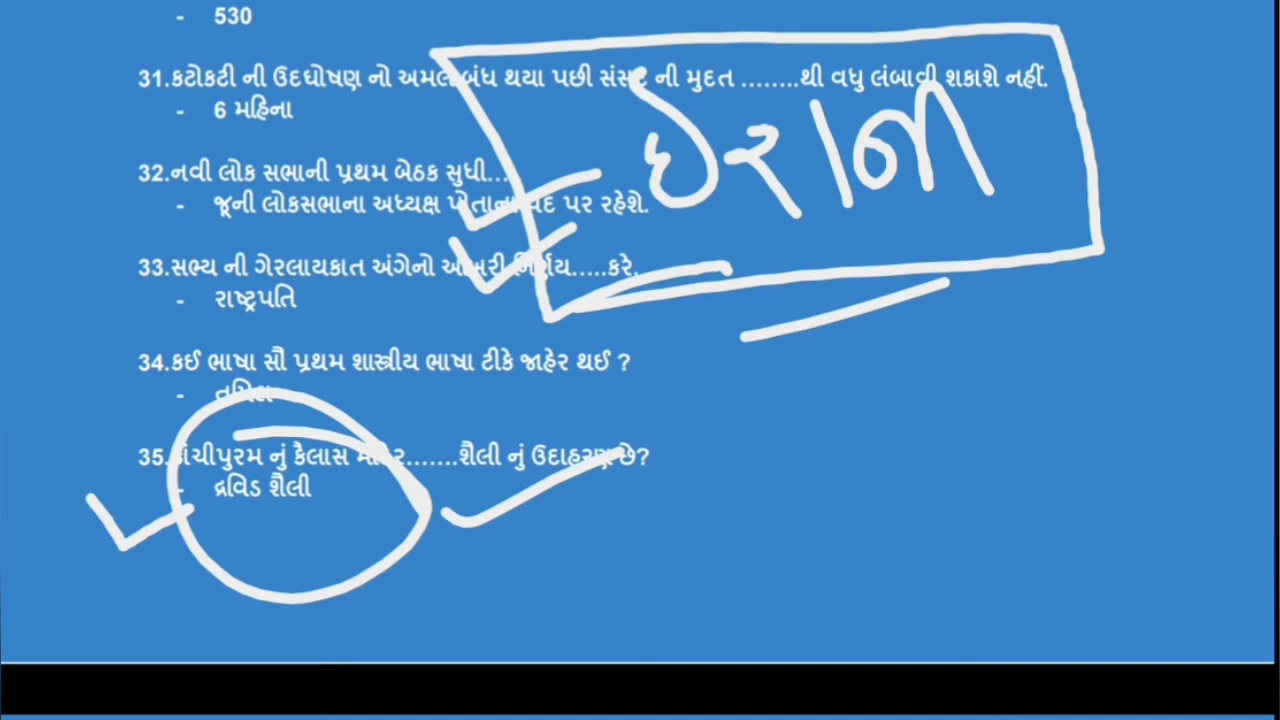 - 530
31.કટોકટી ની ઉદઘોષણ નો અમલ બંધ થયા પછી સંસદ ની મુદત ........થી વધુ લંબાવી શકાશે નહીં.
- 6 મહિના
32.નવી લોક સભાની પ્રથમ બેઠક સુધી...
- જૂની લોકસભાના અધ્યક્ષ પોતાના પદ પર રહેશે.
33.સભ્ય ની ગેરલાયકાત અંગેનો આખરી નિર્ણય.....કરે.
- રાષ્ટ્રપતિ
34.કઈ ભાષા સૌ પ્રથમ શાસ્ત્રીય ભાષા ટીકે જાહેર થઈ ?
- તમિલ
35.કાંચીપુરમ નું કૈલાસ મંદિર.......શૈલી નું ઉદાહરણ છે?
- દ્રવિડ શૈલી